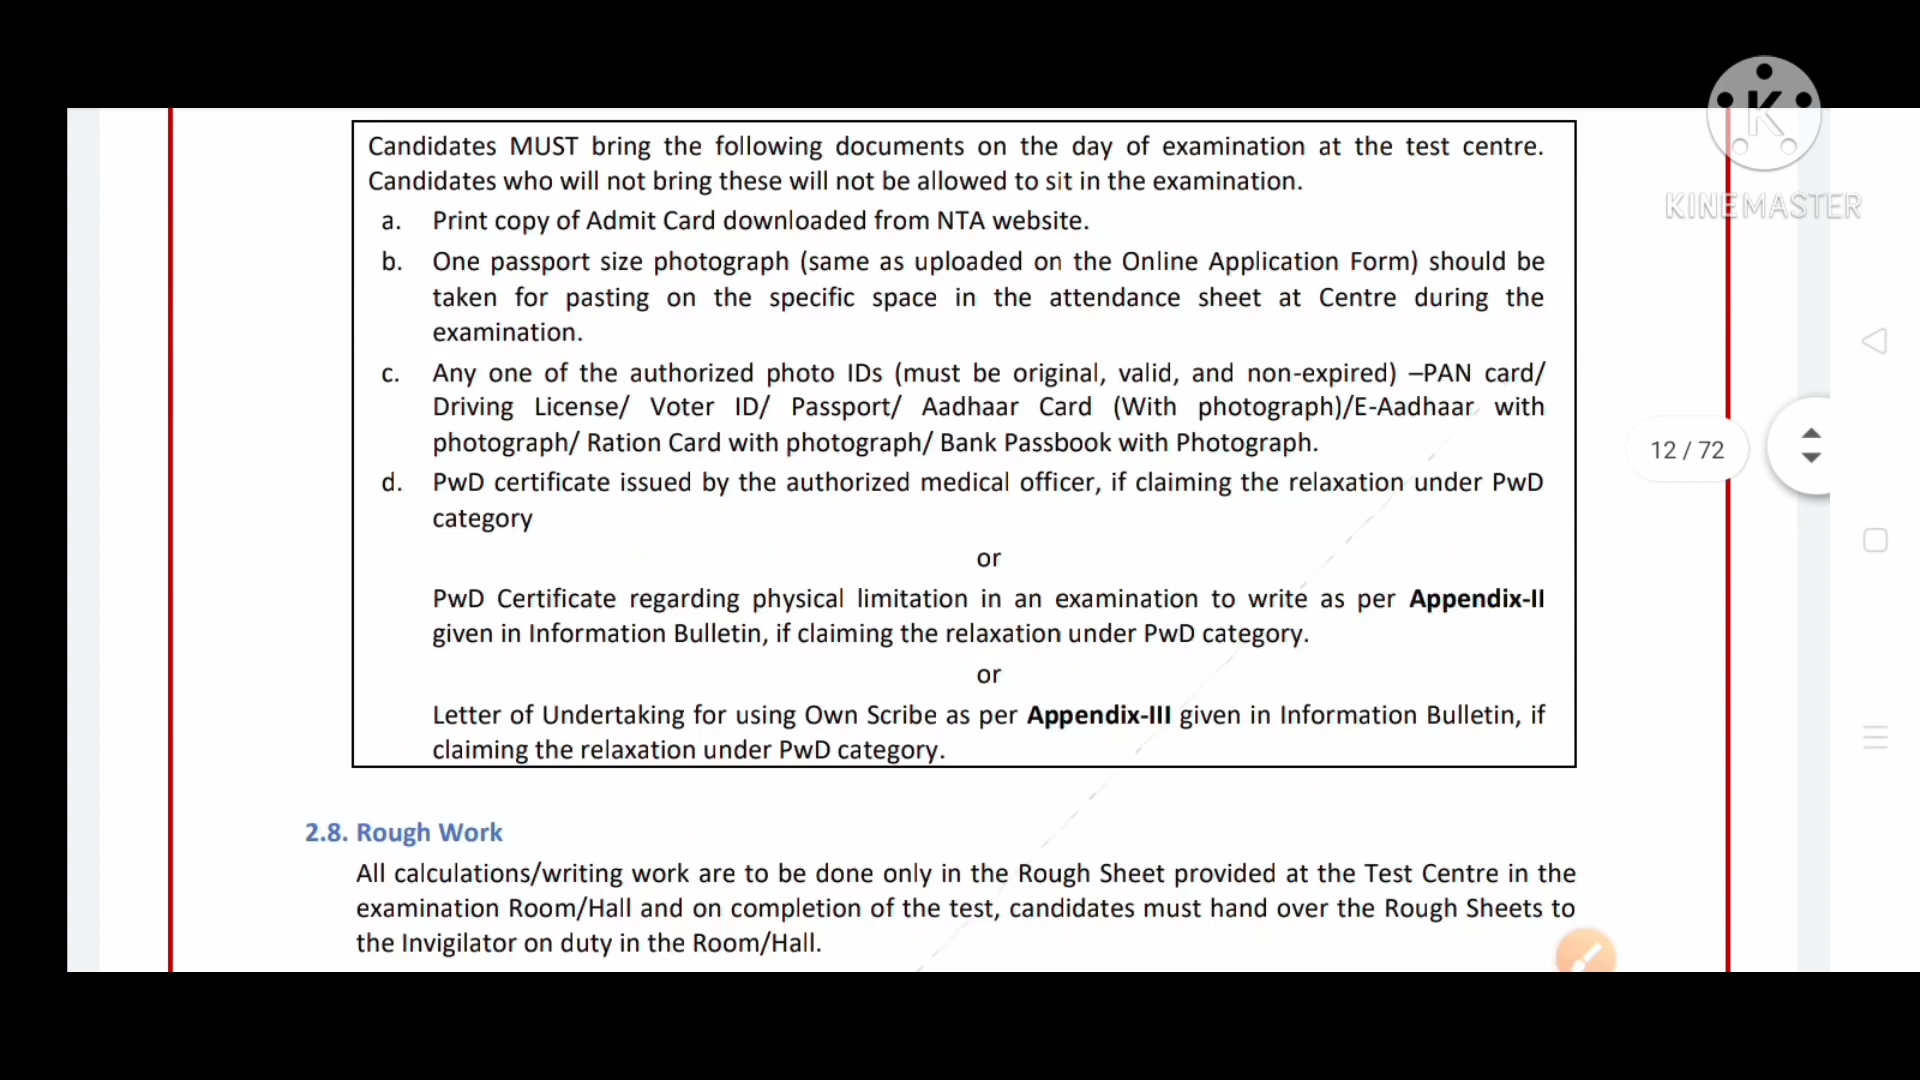 Candidates MUST bring the following documents on the day of examination at the test centre.
Candidates who will not bring these will not be allowed to sit in the examination.
a. Print copy of Admit Card downloaded from NTA website.
b. One passport size photograph (same as uploaded on the Online Application Form) should be
taken for pasting on the specific space in the attendance sheet at Centre during the
examination.
c. Any one of the authorized photo IDs (must be original, valid, and non-expired) –PAN card/
Driving License/ Voter ID/ Passport/ Aadhaar Card (With photograph)/E-Aadhaar with
photograph/ Ration Card with photograph/ Bank Passbook with Photograph.
d. PwD certificate issued by the authorized medical officer, if claiming the relaxation under PwD
category
or
PwD Certificate regarding physical limitation in an examination to write as per Appendix-II
given in Information Bulletin, if claiming the relaxation under PwD category.
or
Letter of Undertaking for using Own Scribe as per Appendix-III given in Information Bulletin, if
claiming the relaxation under PwD category.
2.8. Rough Work
All calculations/writing work are to be done only in the Rough Sheet provided at the Test Centre in the
examination Room/Hall and on completion of the test, candidates must hand over the Rough Sheets to
the Invigilator on duty in the Room/Hall.
12 / 72
K
KINEMASTER